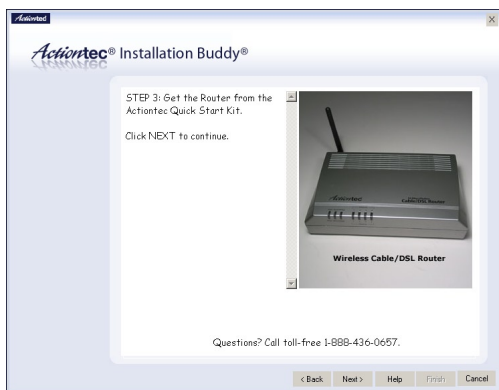 Actiontec
Actiontec® Installation Buddy®
STEP 3: Get the Router from the
Actiontec Quick Start Kit.
Click NEXT to continue.
Actiontec
Cable/DSL Router
Wireless Cable/DSL Router
Questions? Call toll-free 1-888-436-0657.
< Back
Next >
Help
Finish
Cancel